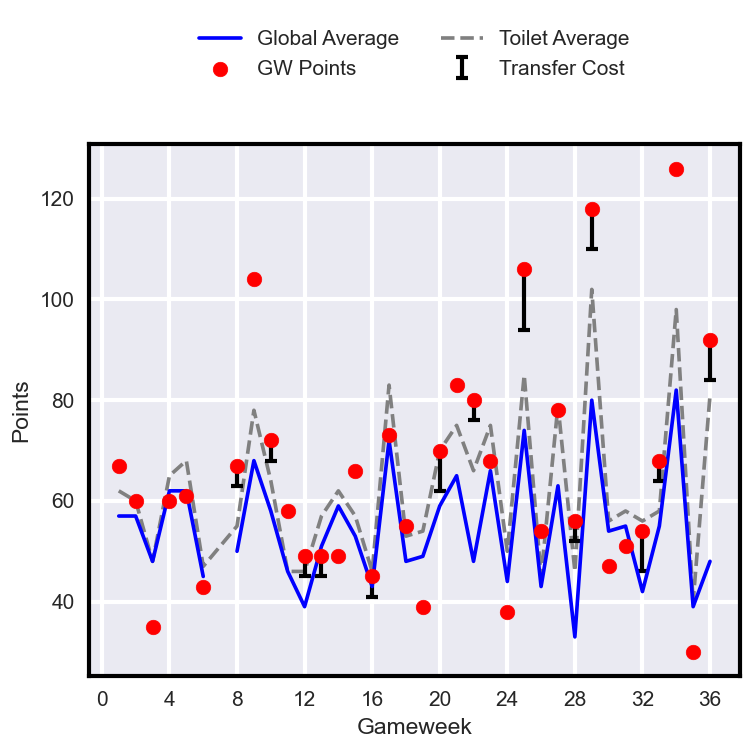 Global Average
Toilet Average
GW Points
Transfer Cost
120
100
80
60
40
Points
0 4 8 12 16 20 24 28 32 36
Gameweek